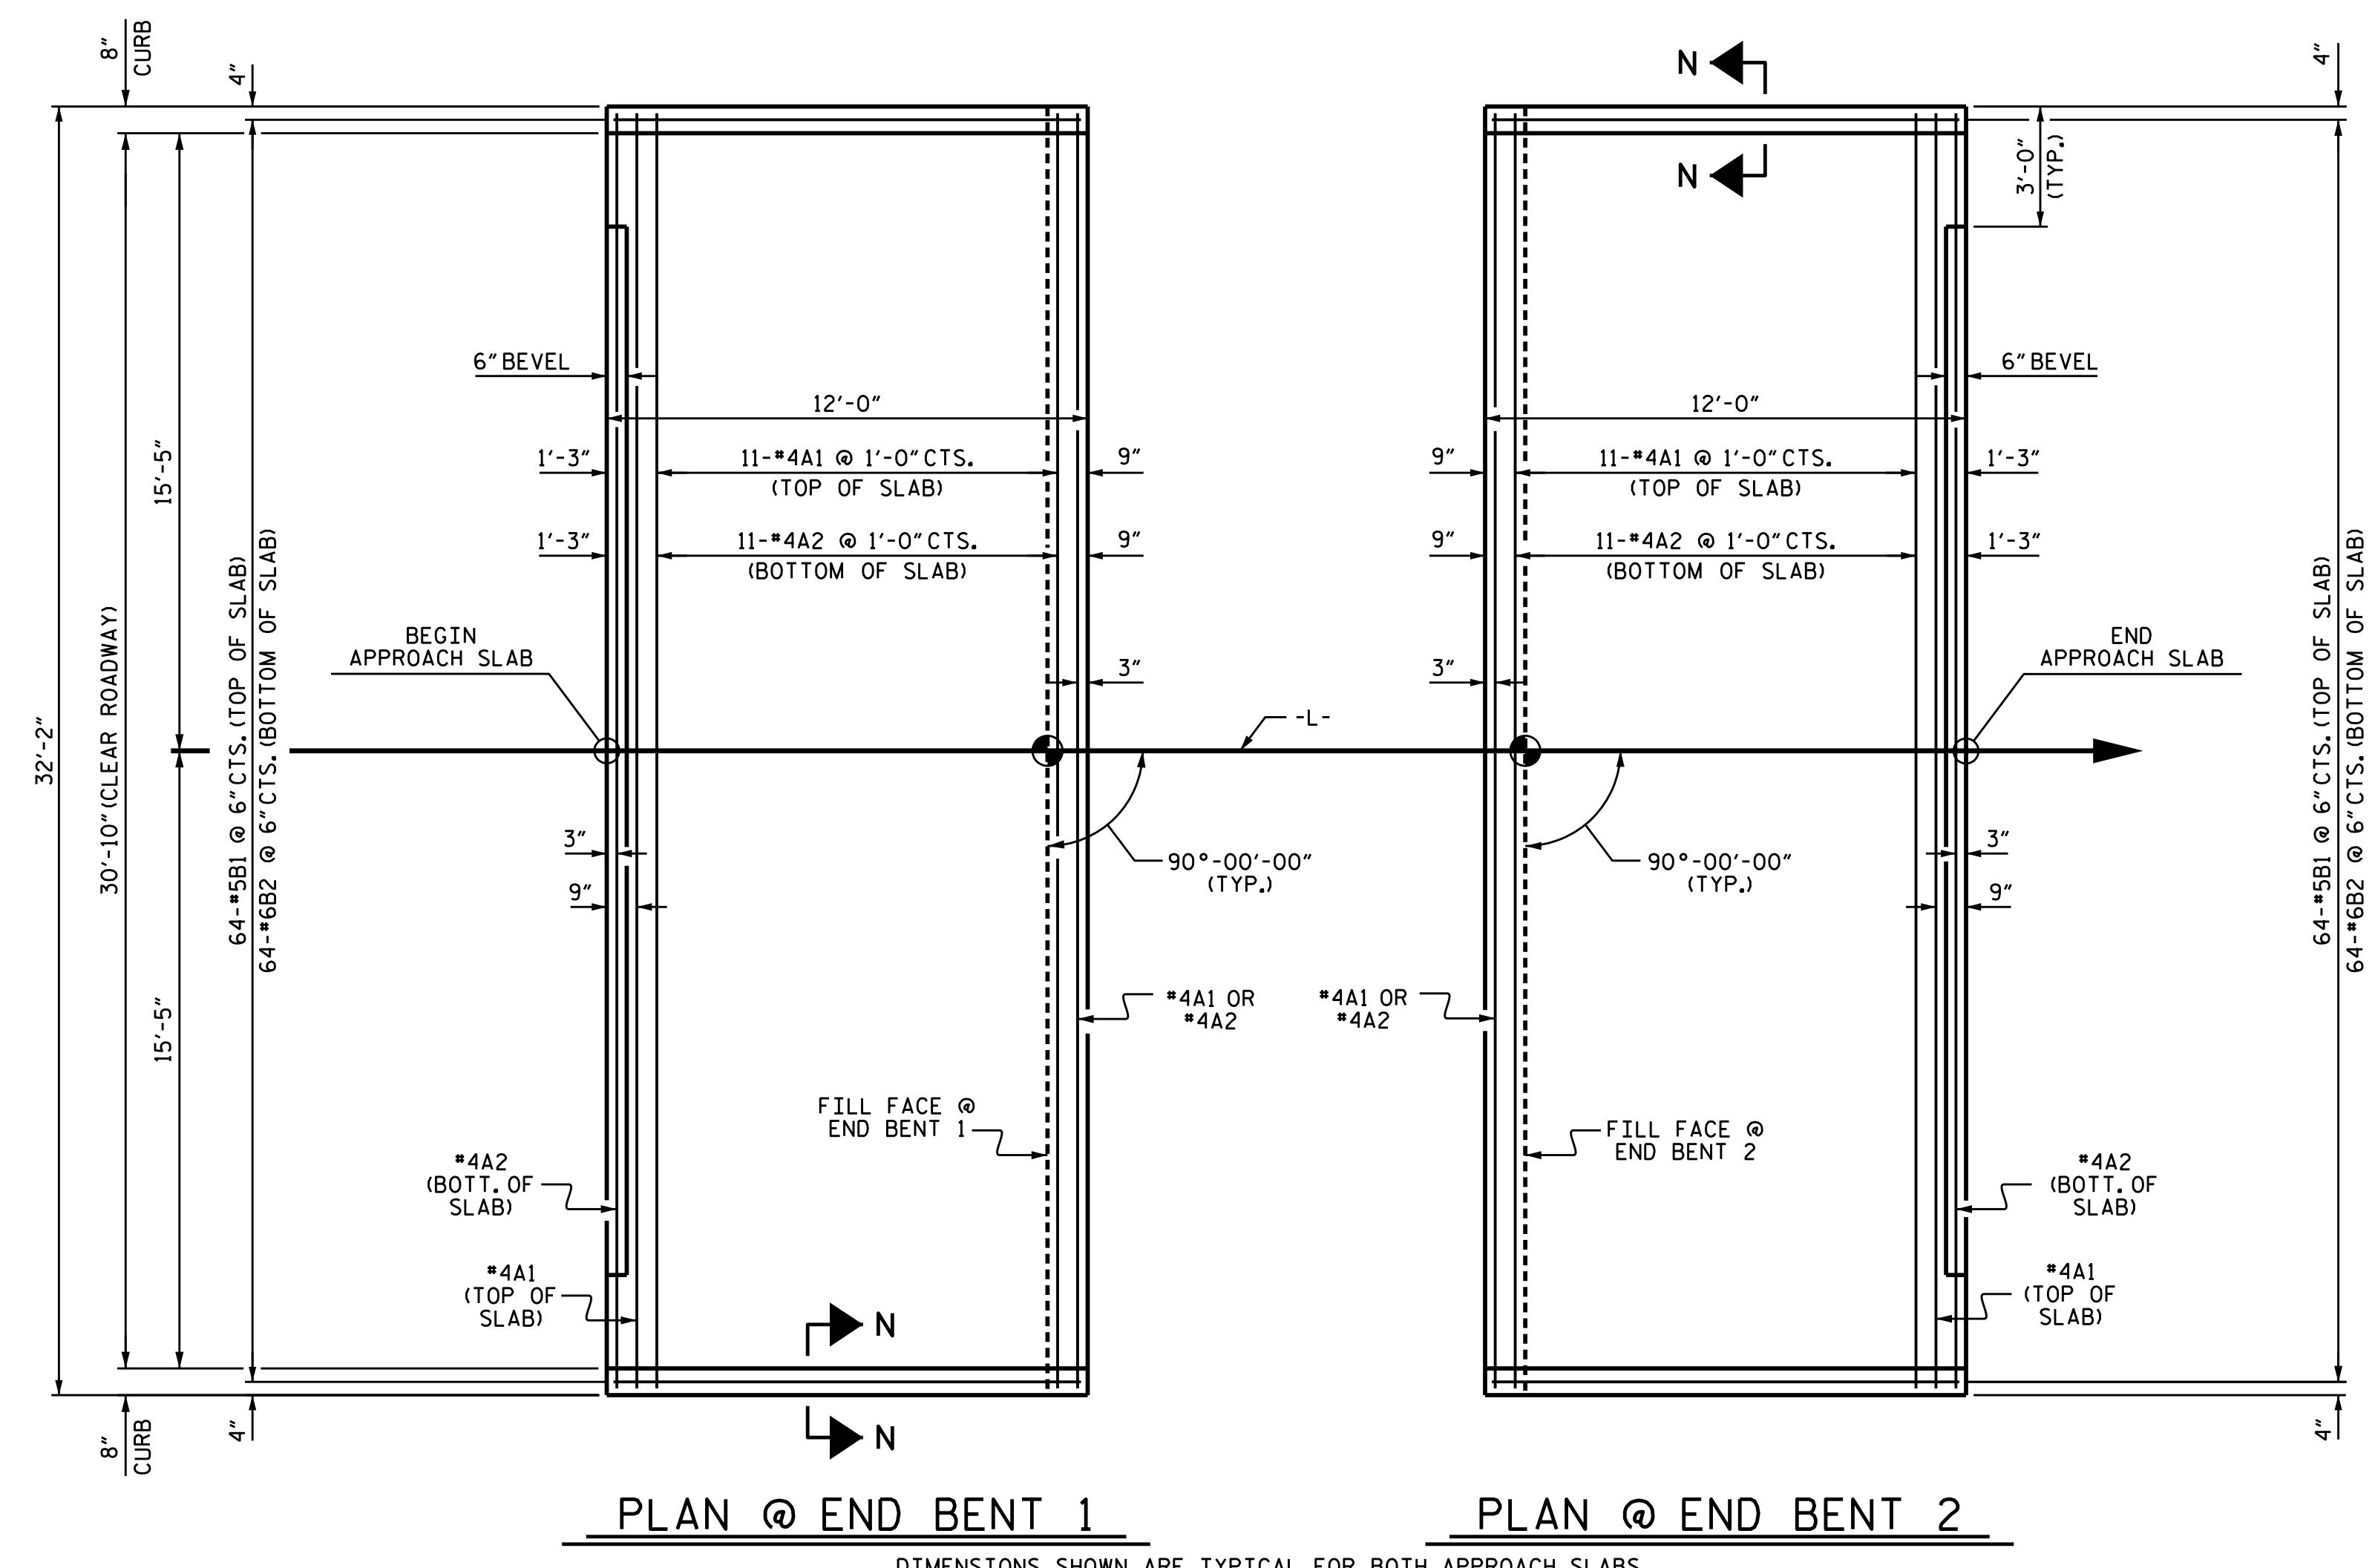 8″
CURB
4″
32′-2″
30′-10″ (CLEAR ROADWAY)
15′-5″
15′-5″
64-#5B1 @ 6″ CTS. (TOP OF SLAB)
64-#6B2 @ 6″ CTS. (BOTTOM OF SLAB)
8″
CURB
4″
6″ BEVEL
12′-0″
1′-3″
11-#4A1 @ 1′-0″ CTS.
(TOP OF SLAB)
9″
1′-3″
11-#4A2 @ 1′-0″ CTS.
(BOTTOM OF SLAB)
9″
BEGIN
APPROACH SLAB
3″
-L-
3″
9″
90°-00′-00″
(TYP.)
#4A1 OR
#4A2
FILL FACE @
END BENT 1
#4A2
(BOTT. OF
SLAB)
#4A1
(TOP OF
SLAB)
N
N
PLAN @ END BENT 1
N
N
4″
3′-0″
(TYP.)
6″ BEVEL
12′-0″
9″
11-#4A1 @ 1′-0″ CTS.
(TOP OF SLAB)
1′-3″
9″
11-#4A2 @ 1′-0″ CTS.
(BOTTOM OF SLAB)
1′-3″
3″
END
APPROACH SLAB
3″
9″
90°-00′-00″
(TYP.)
#4A1 OR
#4A2
FILL FACE @
END BENT 2
#4A2
(BOTT. OF
SLAB)
#4A1
(TOP OF
SLAB)
64-#5B1 @ 6″ CTS. (TOP OF SLAB)
64-#6B2 @ 6″ CTS. (BOTTOM OF SLAB)
4″
PLAN @ END BENT 2
DIMENSIONS SHOWN ARE TYPICAL FOR BOTH APPROACH SLABS